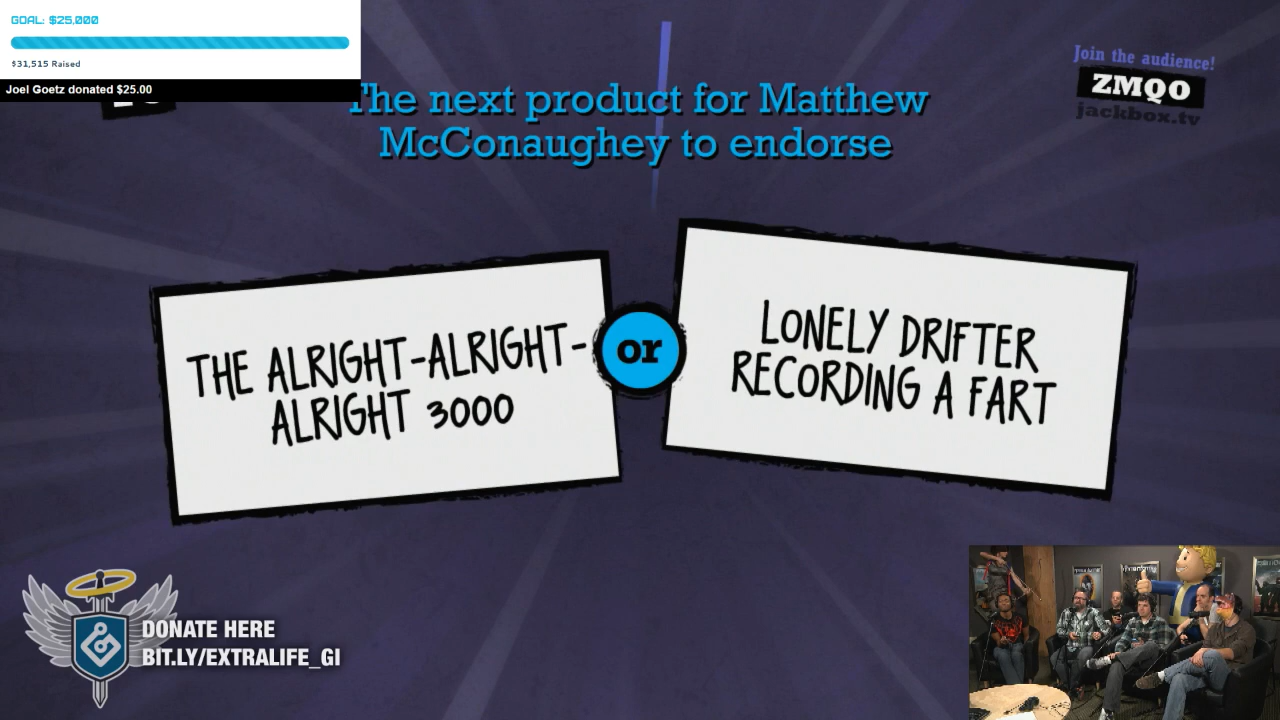 GOAL: $25,000
$31,515 Raised
Joel Goetz donated $25.00
Join the audience!
ZMQO
jackbox.tv
The next product for Matthew
McConaughey to endorse
THE ALRIGHT-ALRIGHT-
ALRIGHT 3000
or
LONELY DRIFTER
RECORDING A FART
DONATE HERE
BIT.LY/EXTRALIFE_GI